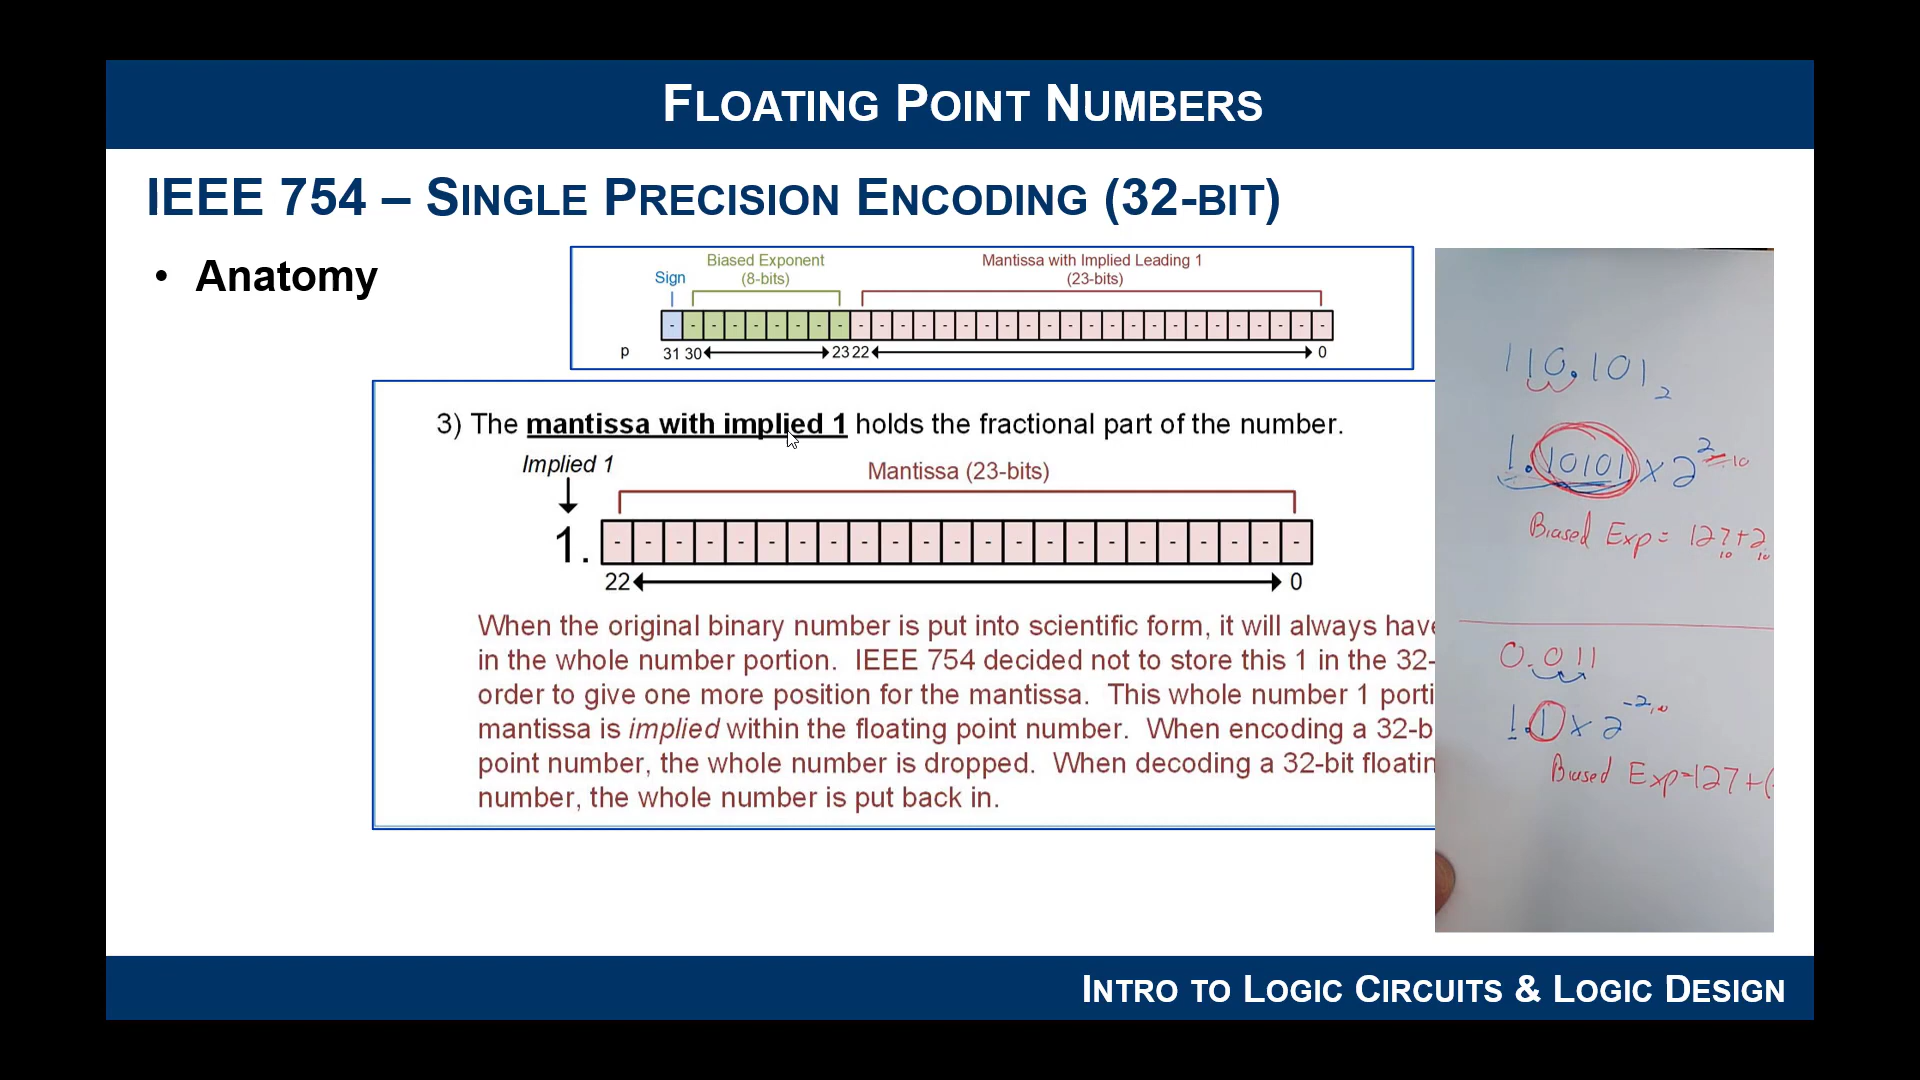 FLOATING POINT NUMBERS
IEEE 754 – SINGLE PRECISION ENCODING (32-BIT)
• Anatomy
Biased Exponent
(8-bits)
Mantissa with Implied Leading 1
(23-bits)
Sign
- - - - - - - - - - - - - - - - - - - - - - - - - - - - - - - -
p 31 30 23 22 0
3) The mantissa with implied 1 holds the fractional part of the number.
Implied 1
Mantissa (23-bits)
1. - - - - - - - - - - - - - - - - - - - - - - -
22 0
When the original binary number is put into scientific form, it will always have
in the whole number portion. IEEE 754 decided not to store this 1 in the 32-
order to give one more position for the mantissa. This whole number 1 porti
mantissa is implied within the floating point number. When encoding a 32-b
point number, the whole number is dropped. When decoding a 32-bit floatin
number, the whole number is put back in.
110.101₂
1.10101 x 2²₁₀
Biased Exp = 127₁₀+2₁₀
0.011
1.1 x 2⁻²₁₀
Biased Exp=127+(
INTRO TO LOGIC CIRCUITS & LOGIC DESIGN